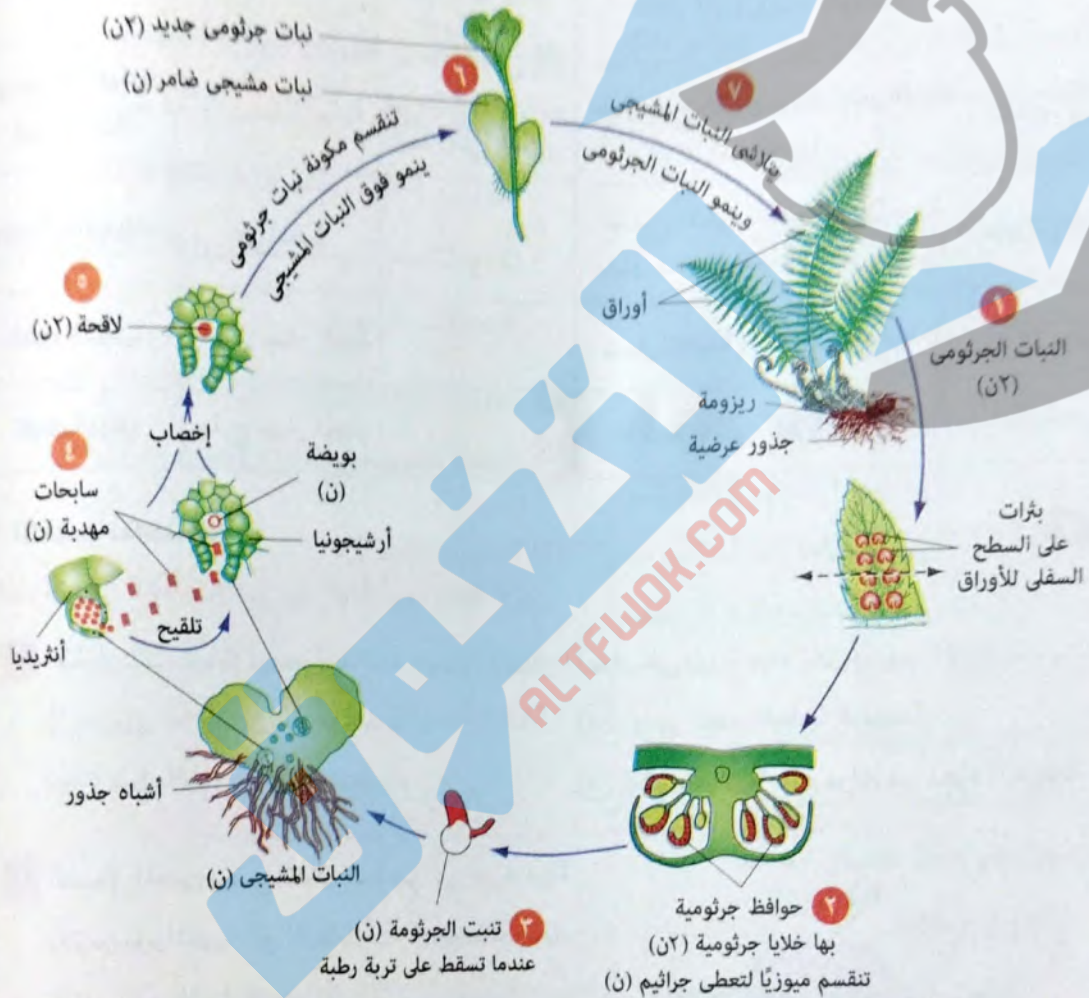 نبات جرثومى جديد (٢ن)
نبات مشيجى ضامر (ن)
٦
تنقسم مكونة نبات جرثومى
ينمو فوق النبات المشيجى
٧
يتلاشى النبات المشيجى
وينمو النبات الجرثومى
أوراق
ريزومة
جذور عرضية
١
النبات الجرثومى
(٢ن)
بثرات
على السطح
السفلى للأوراق
٢ حوافظ جرثومية
بها خلايا جرثومية (٢ن)
تنقسم ميوزيًا لتعطى جراثيم (ن)
٣ تنبت الجرثومة (ن)
عندما تسقط على تربة رطبة
النبات المشيجى (ن)
أشباه جذور
٤
سابحات
مهدبة (ن)
أنثريديا
تلقيح
بويضة
(ن)
أرشيجونيا
إخصاب
٥
لاقحة (٢ن)
التفوق
ALTFWOK.COM